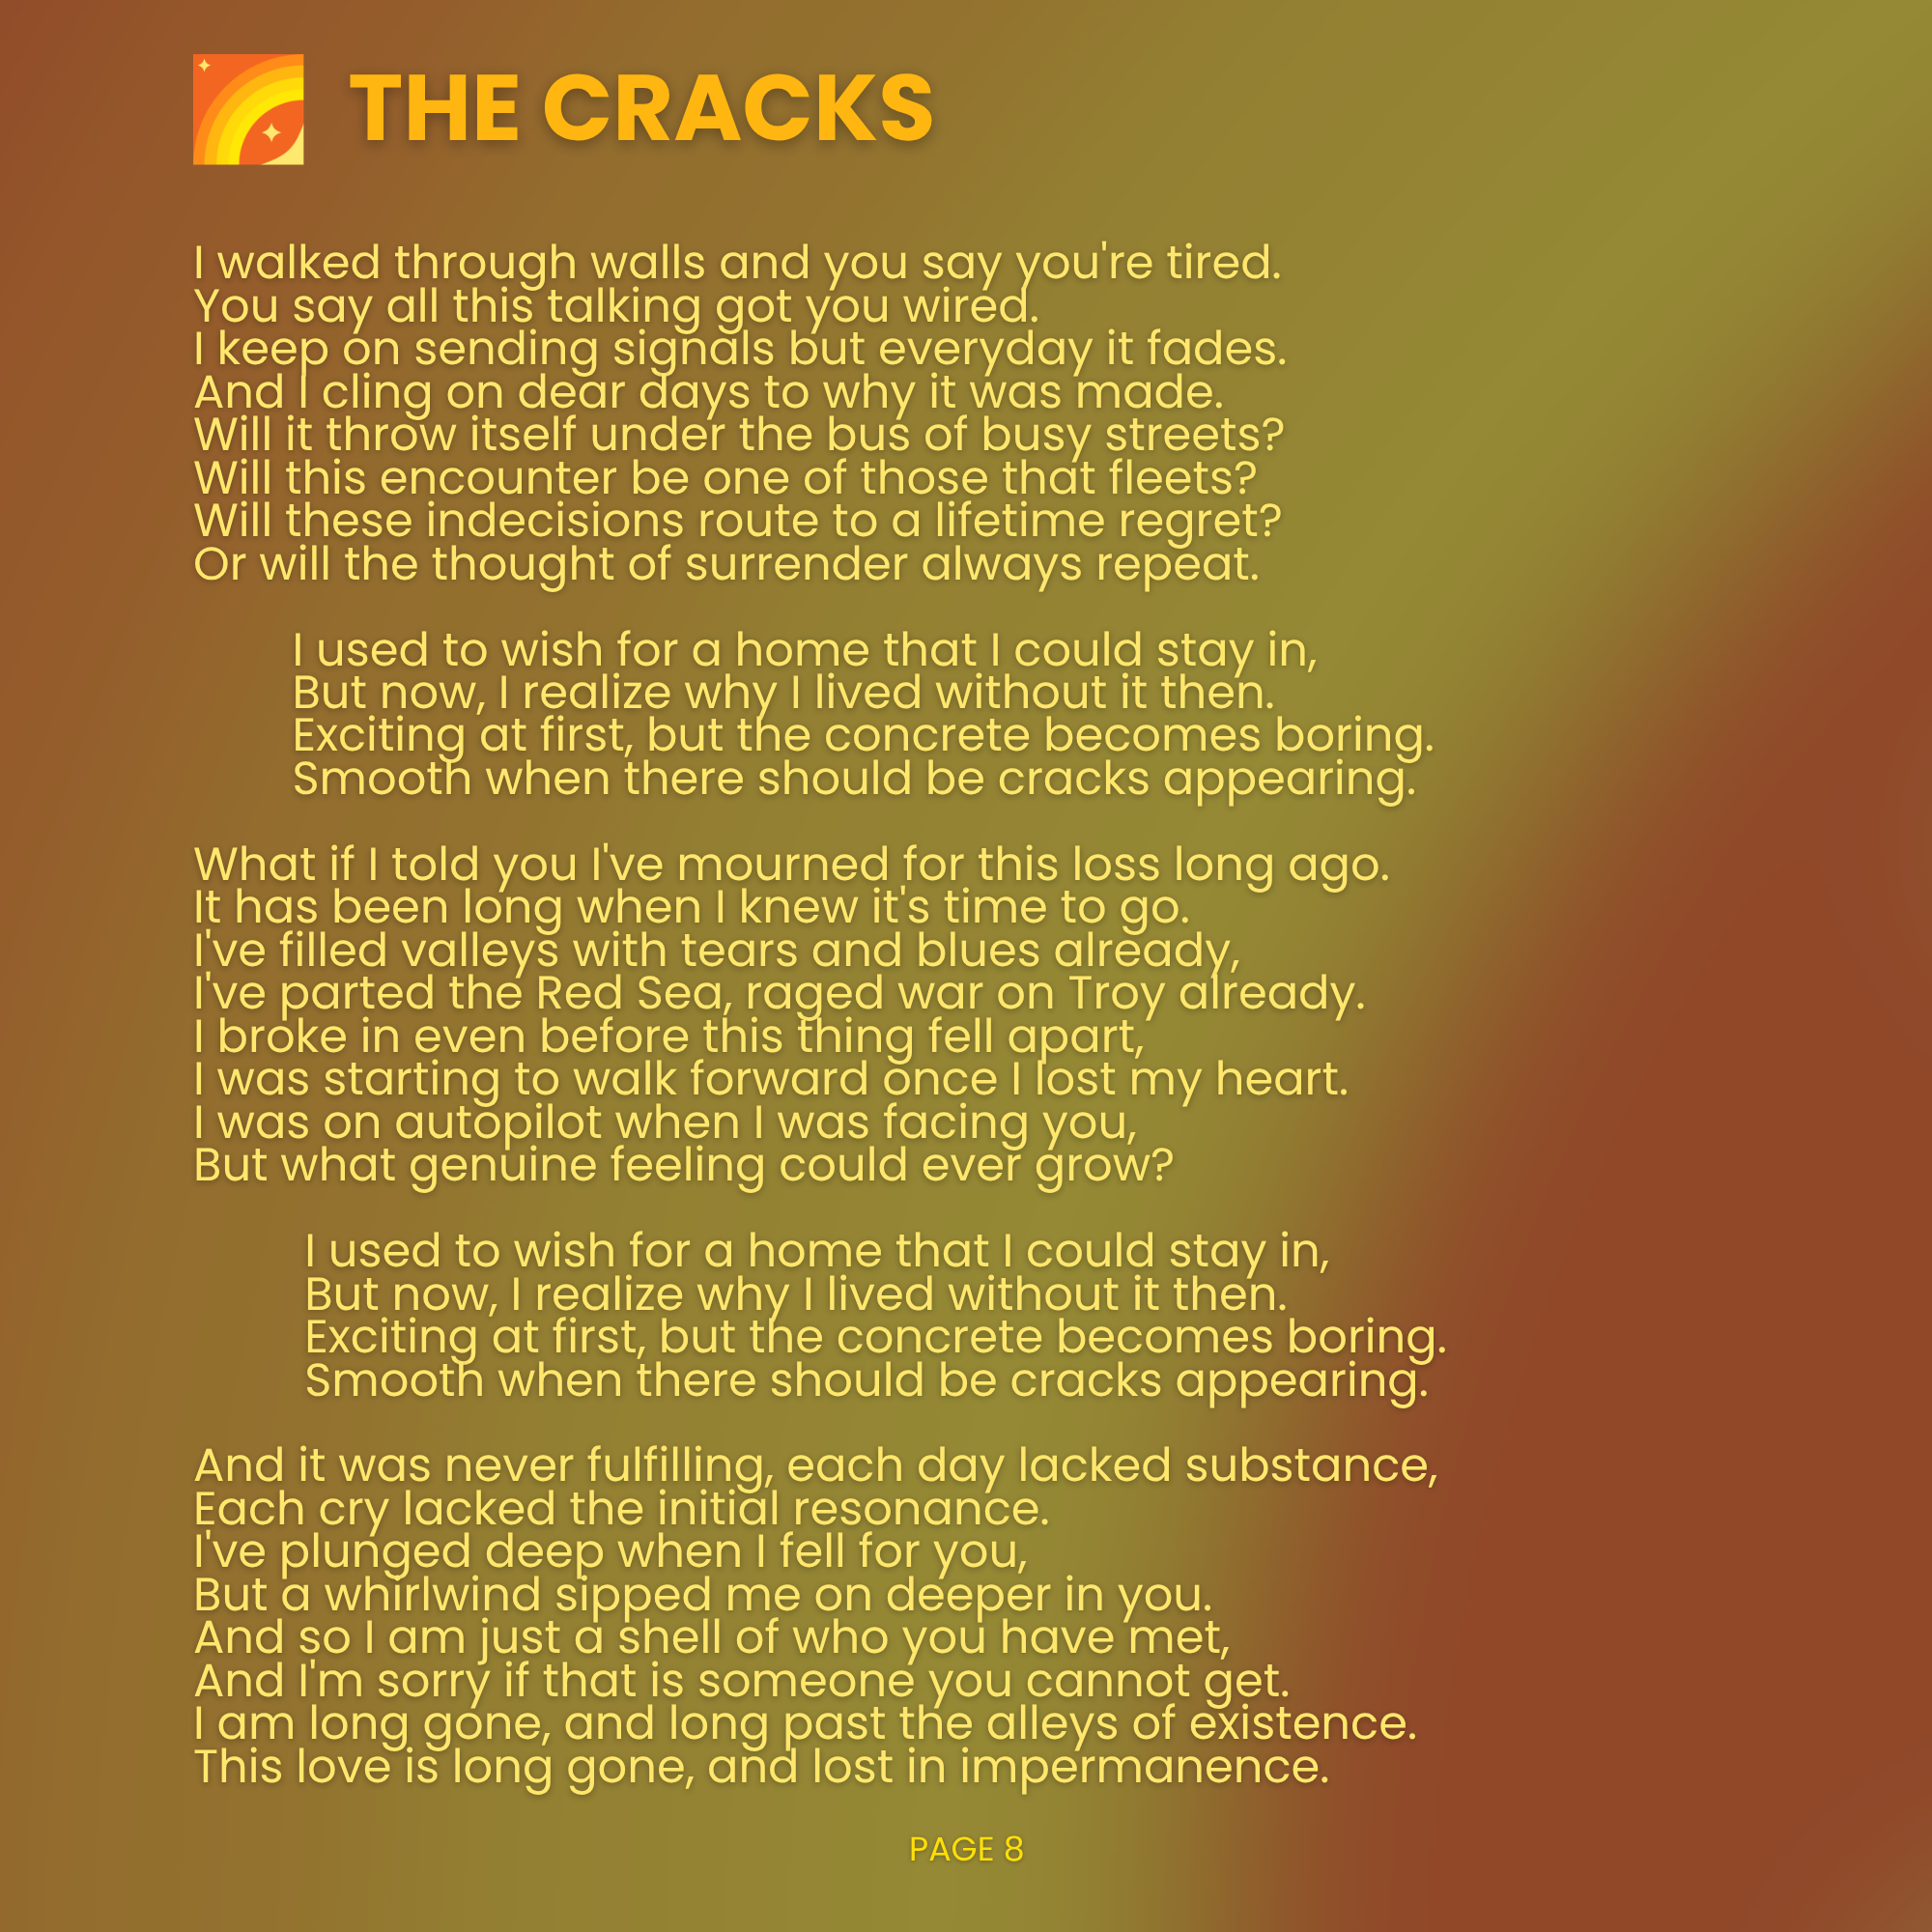 THE CRACKS
I walked through walls and you say you're tired.
You say all this talking got you wired.
I keep on sending signals but everyday it fades.
And I cling on dear days to why it was made.
Will it throw itself under the bus of busy streets?
Will this encounter be one of those that fleets?
Will these indecisions route to a lifetime regret?
Or will the thought of surrender always repeat.
I used to wish for a home that I could stay in,
But now, I realize why I lived without it then.
Exciting at first, but the concrete becomes boring.
Smooth when there should be cracks appearing.
What if I told you I've mourned for this loss long ago.
It has been long when I knew it's time to go.
I've filled valleys with tears and blues already,
I've parted the Red Sea, raged war on Troy already.
I broke in even before this thing fell apart,
I was starting to walk forward once I lost my heart.
I was on autopilot when I was facing you,
But what genuine feeling could ever grow?
I used to wish for a home that I could stay in,
But now, I realize why I lived without it then.
Exciting at first, but the concrete becomes boring.
Smooth when there should be cracks appearing.
And it was never fulfilling, each day lacked substance,
Each cry lacked the initial resonance.
I've plunged deep when I fell for you,
But a whirlwind sipped me on deeper in you.
And so I am just a shell of who you have met,
And I'm sorry if that is someone you cannot get.
I am long gone, and long past the alleys of existence.
This love is long gone, and lost in impermanence.
PAGE 8